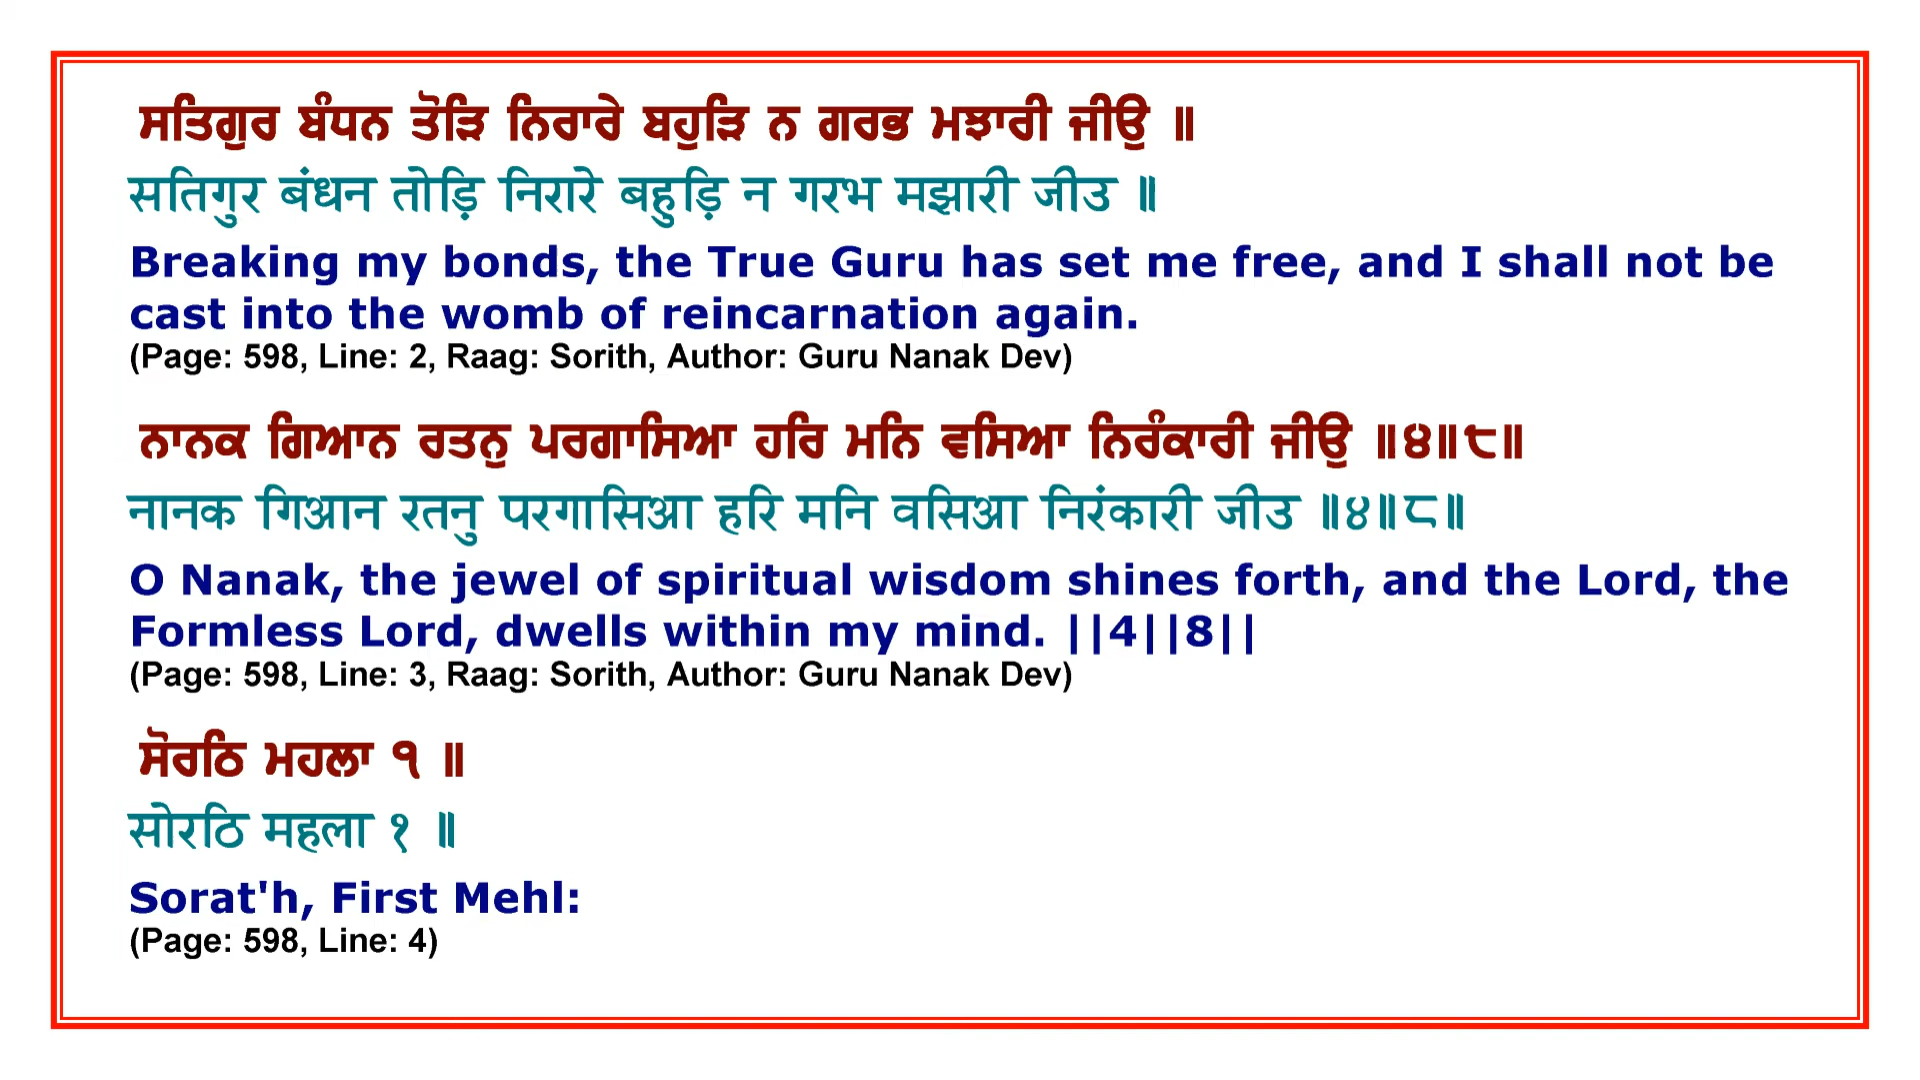 ਸਤਿਗੁਰ ਬੰਧਨ ਤੋੜਿ ਨਿਰਾਰੇ ਬਹੁੜਿ ਨ ਗਰਭ ਮਝਾਰੀ ਜੀਉ ॥
सतिगुर बंधन तोड़ि निरारे बहुड़ि न गरभ मझारी जीउ ॥
Breaking my bonds, the True Guru has set me free, and I shall not be
cast into the womb of reincarnation again.
(Page: 598, Line: 2, Raag: Sorith, Author: Guru Nanak Dev)
ਨਾਨਕ ਗਿਆਨ ਰਤਨੁ ਪਰਗਾਸਿਆ ਹਰਿ ਮਨਿ ਵਸਿਆ ਨਿਰੰਕਾਰੀ ਜੀਉ ॥੪॥੮॥
नानक गिआन रतनु परगासिआ हरि मनि वसिआ निरंकारी जीउ ॥४॥८॥
O Nanak, the jewel of spiritual wisdom shines forth, and the Lord, the
Formless Lord, dwells within my mind. ||4||8||
(Page: 598, Line: 3, Raag: Sorith, Author: Guru Nanak Dev)
ਸੋਰਠਿ ਮਹਲਾ ੧ ॥
सोरठि महला १ ॥
Sorat'h, First Mehl:
(Page: 598, Line: 4)